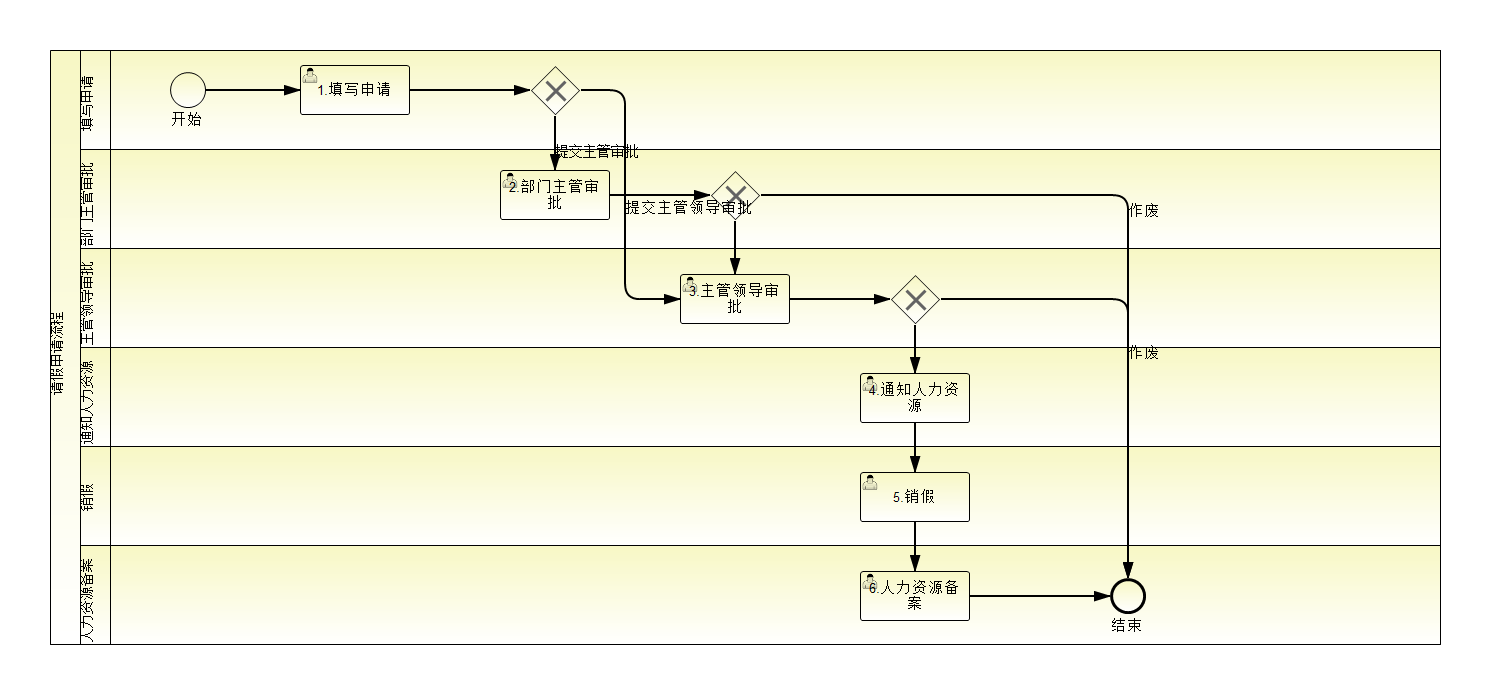 请假申请流程
填写申请
开始
1.填写申请
提交主管审批
部门主管审批
2.部门主管审
批
提交主管领导审批
作废
主管领导审批
3.主管领导审
批
作废
通知人力资源
4.通知人力资
源
销假
5.销假
人力资源备案
6.人力资源备
案
结束